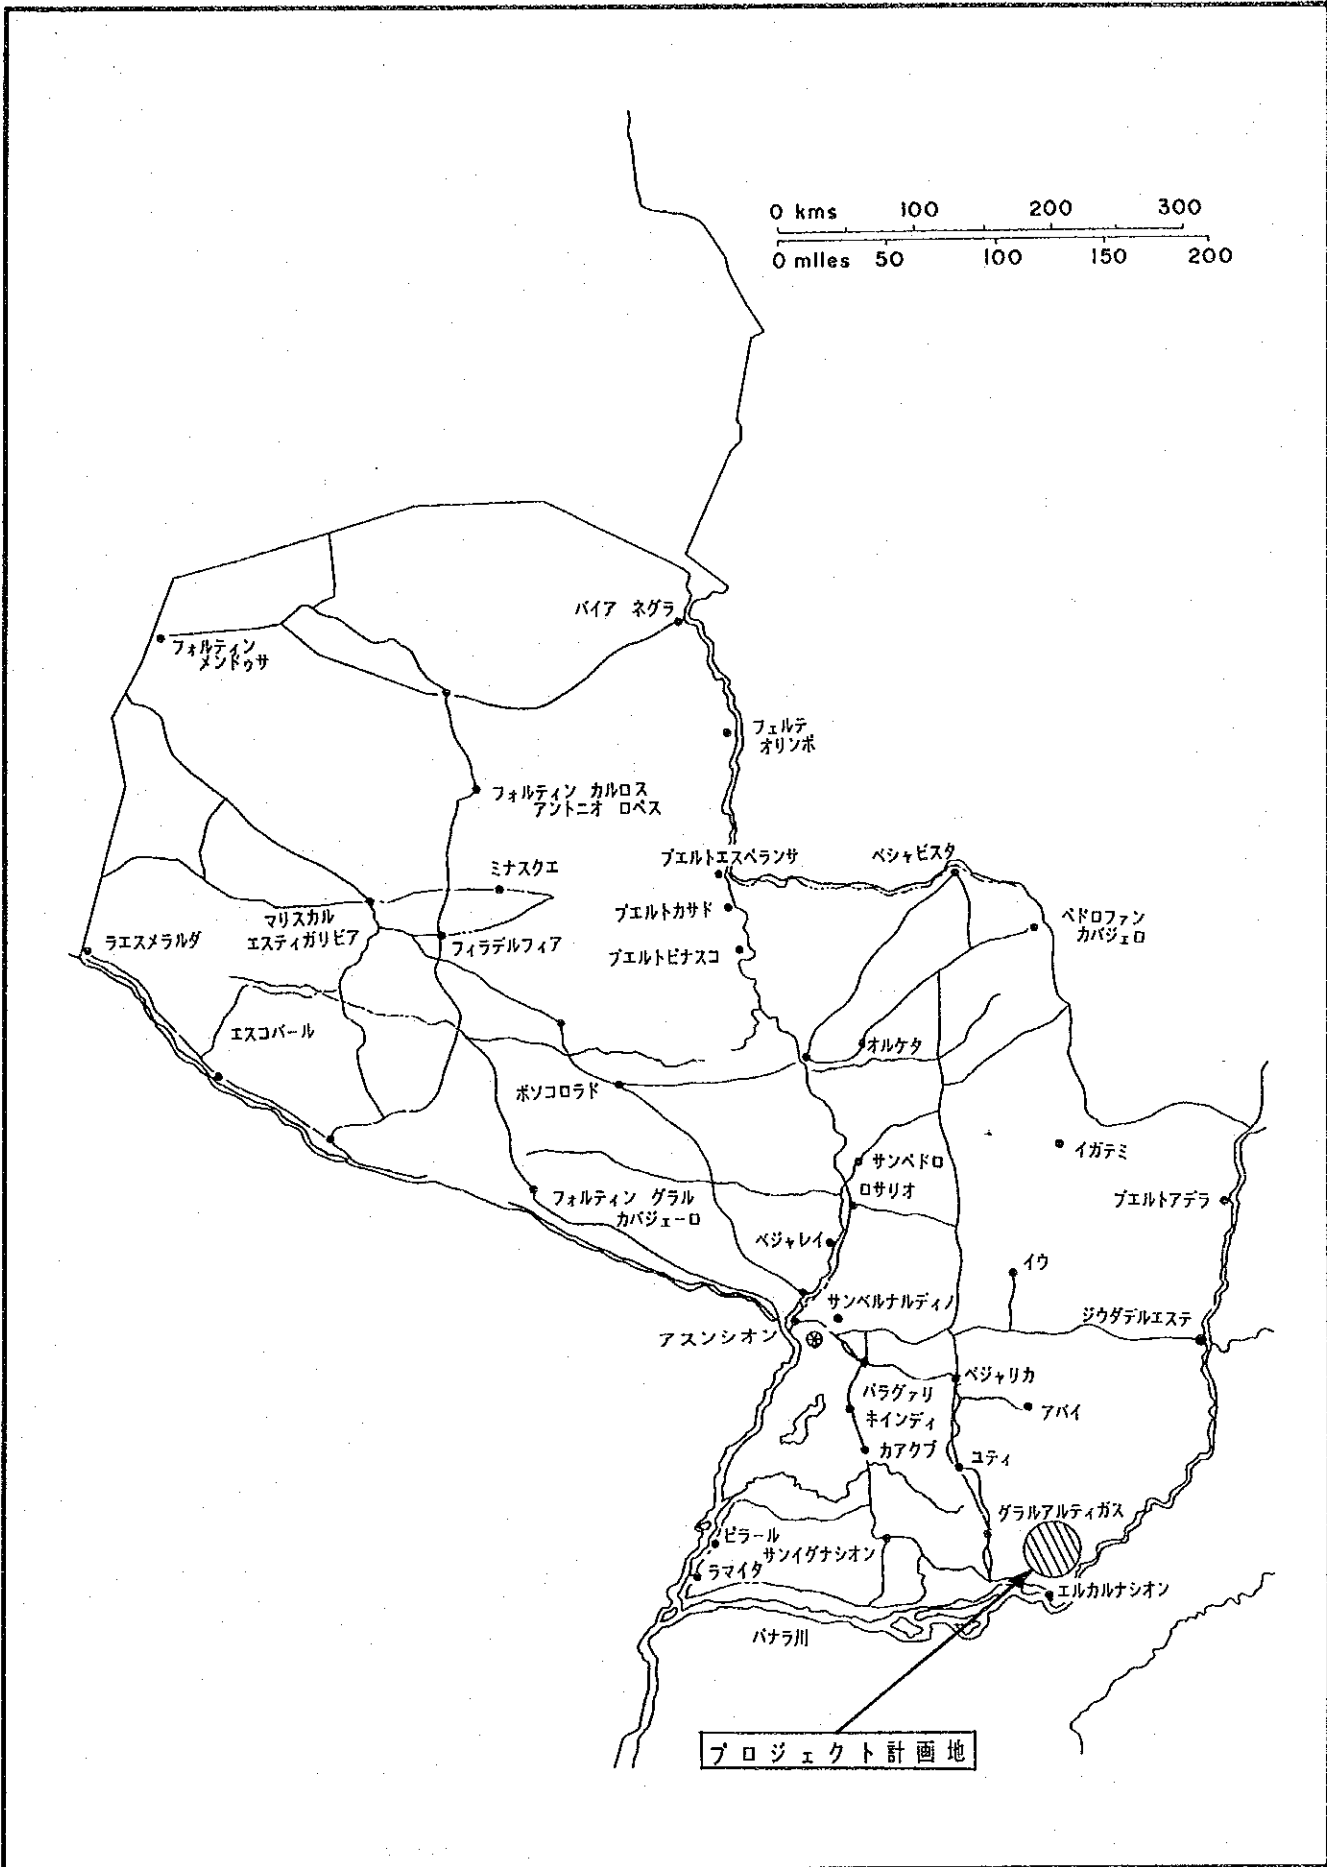 0 kms 100 200 300
0 miles 50 100 150 200
バイア ネグラ
フォルティン
メンドゥサ
フェルテ
オリンポ
フォルティン カルロス
アントニオ ロペス
プエルトエスペランサ
ベシャビスタ
ミナスクエ
プエルトカサド
マリスカル
エスティガリビア
ペドロファン
カバジェロ
ラエスメラルダ
フィラデルフィア
プエルトピナスコ
エスコバール
オルケタ
ポソコロラド
イガテミ
サンペドロ
ロサリオ
フォルティン グラル
カバジェーロ
プエルトアデラ
ベジャレイ
イウ
サンベルナルディノ
ジウダデルエステ
アスンシオン
ベジャリカ
パラグァリ
キインディ
アバイ
カアクプ
ユティ
グラルアルティガス
ピラール
サンイグナシオン
ラマイタ
エルカルナシオン
パナラ川
プロジェクト計画地